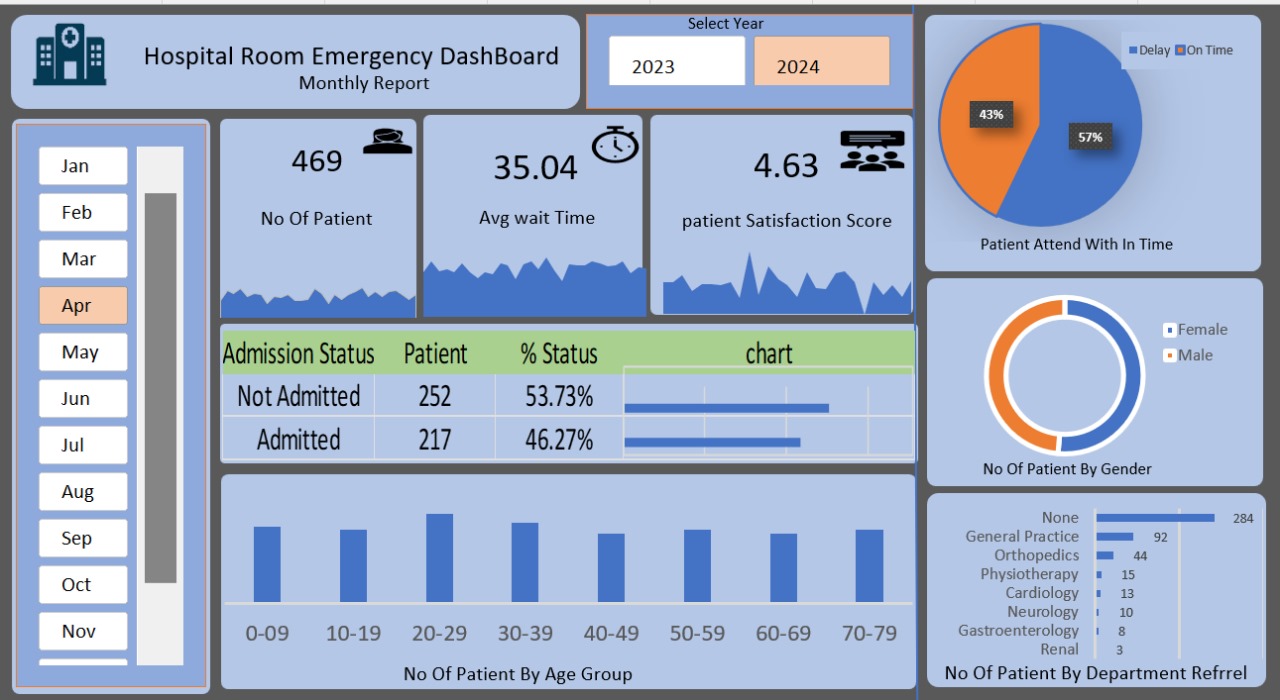 Hospital Room Emergency DashBoard
Monthly Report
Select Year
2023
2024
Jan
Feb
Mar
Apr
May
Jun
Jul
Aug
Sep
Oct
Nov
469
No Of Patient
35.04
Avg wait Time
4.63
patient Satisfaction Score
Delay On Time
43%
57%
Patient Attend With In Time
Admission Status Patient % Status chart
Not Admitted 252 53.73%
Admitted 217 46.27%
Female
Male
No Of Patient By Gender
0-09 10-19 20-29 30-39 40-49 50-59 60-69 70-79
No Of Patient By Age Group
None 284
General Practice 92
Orthopedics 44
Physiotherapy 15
Cardiology 13
Neurology 10
Gastroenterology 8
Renal 3
No Of Patient By Department Refrrel